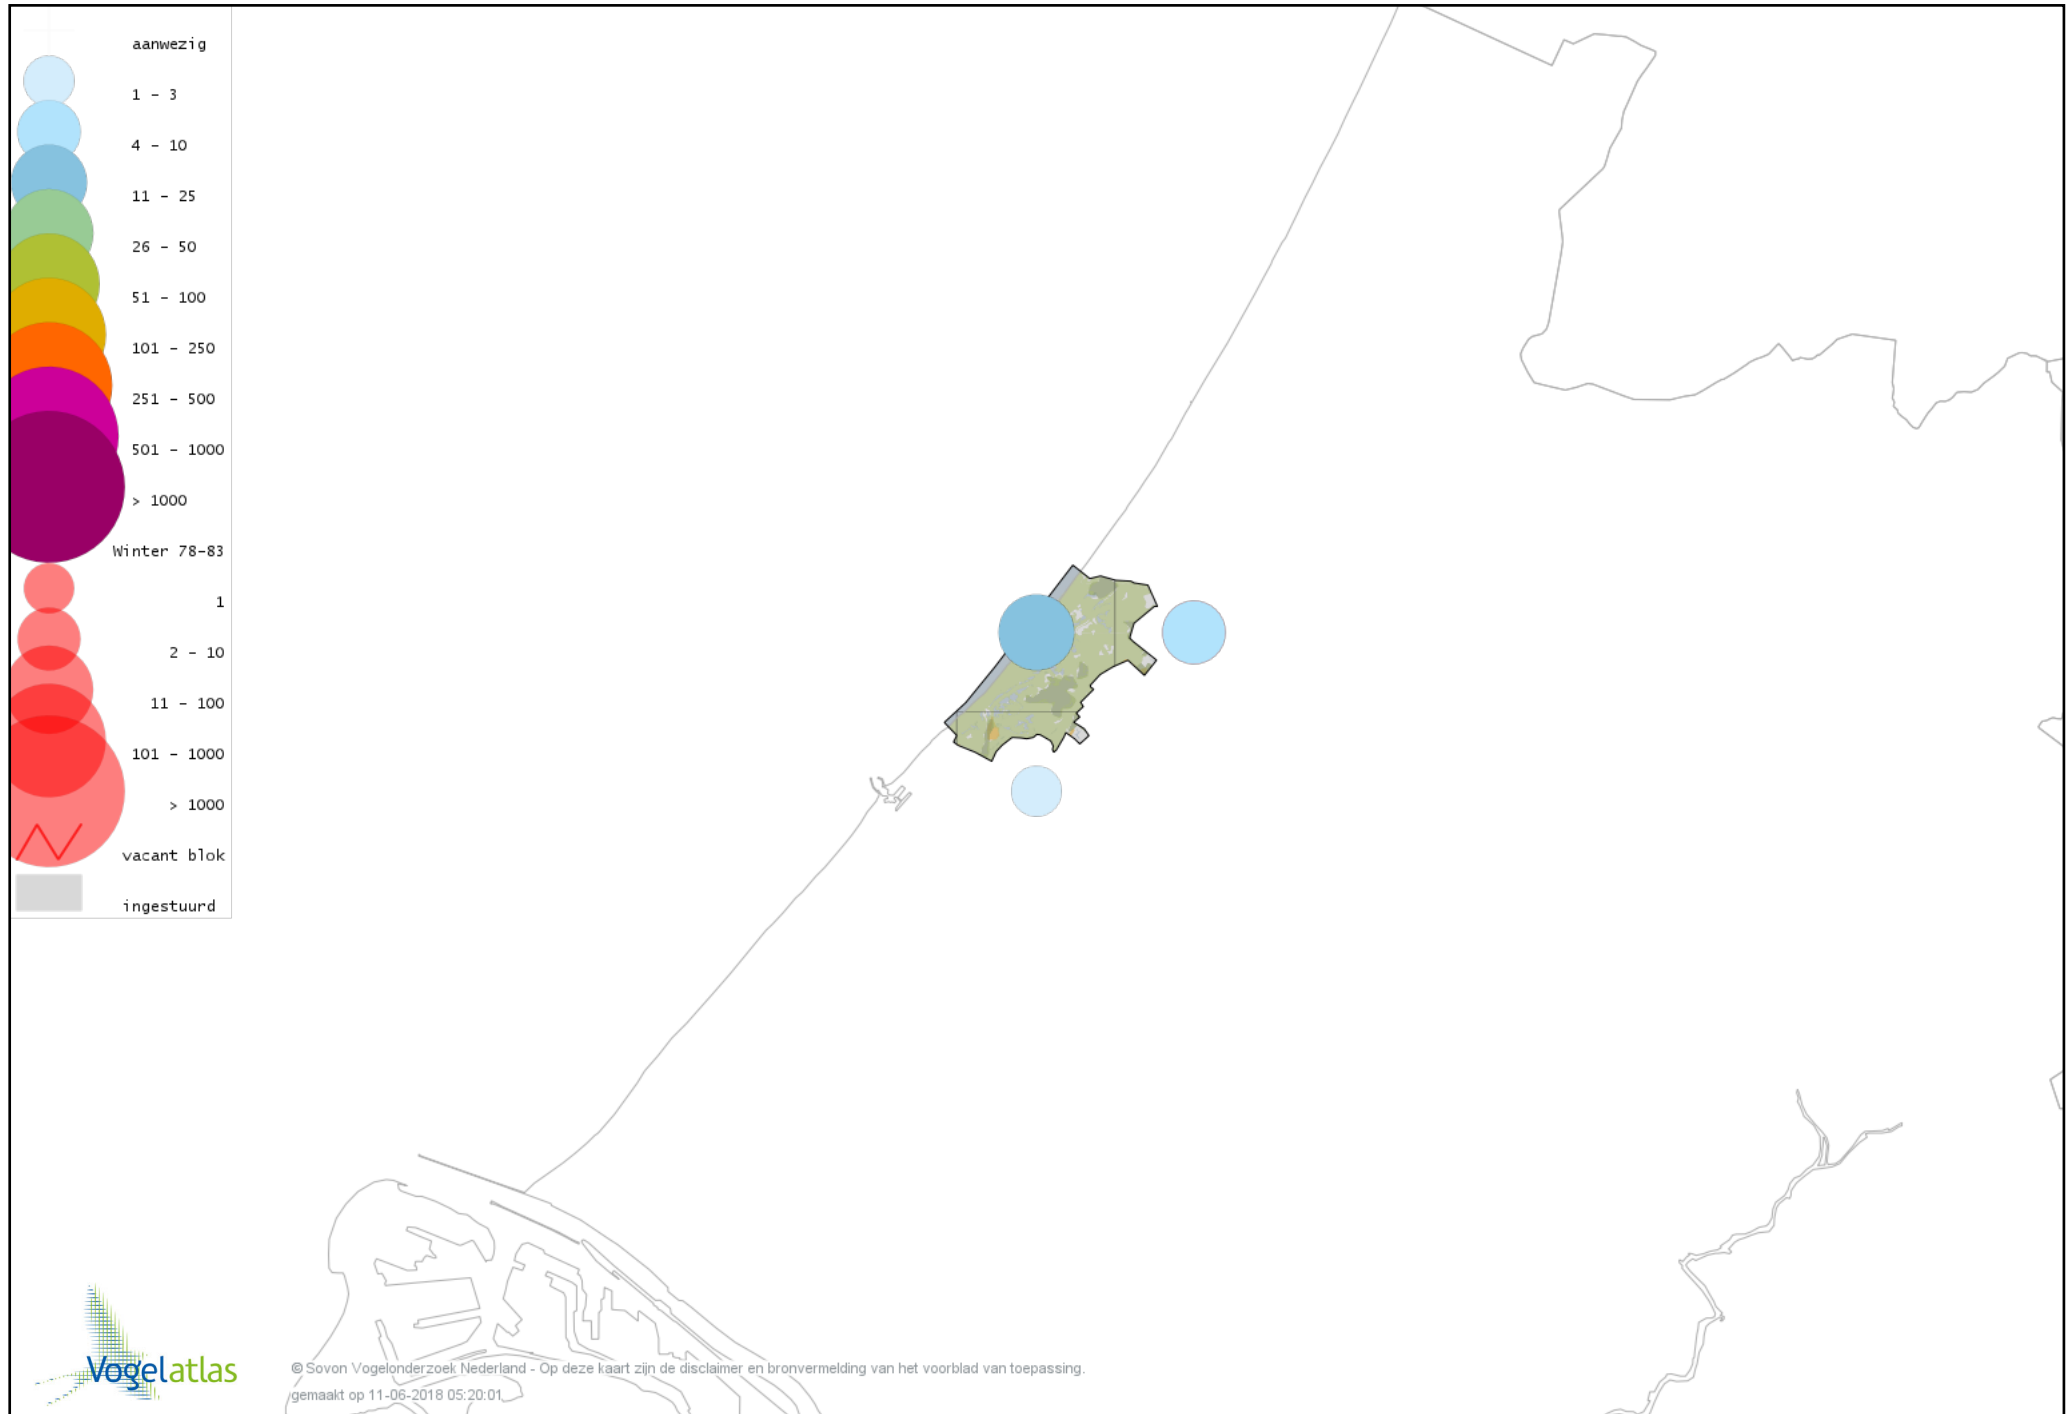 aanwezig
1 - 3
4 - 10
11 - 25
26 - 50
51 - 100
101 - 250
251 - 500
501 - 1000
> 1000
Winter 78-83
1
2 - 10
11 - 100
101 - 1000
> 1000
vacant blok
ingestuurd
Vogelatlas
© Sovon Vogelonderzoek Nederland - Op deze kaart zijn de disclaimer en bronvermelding van het voorblad van toepassing.
gemaakt op 11-06-2018 05:20:01